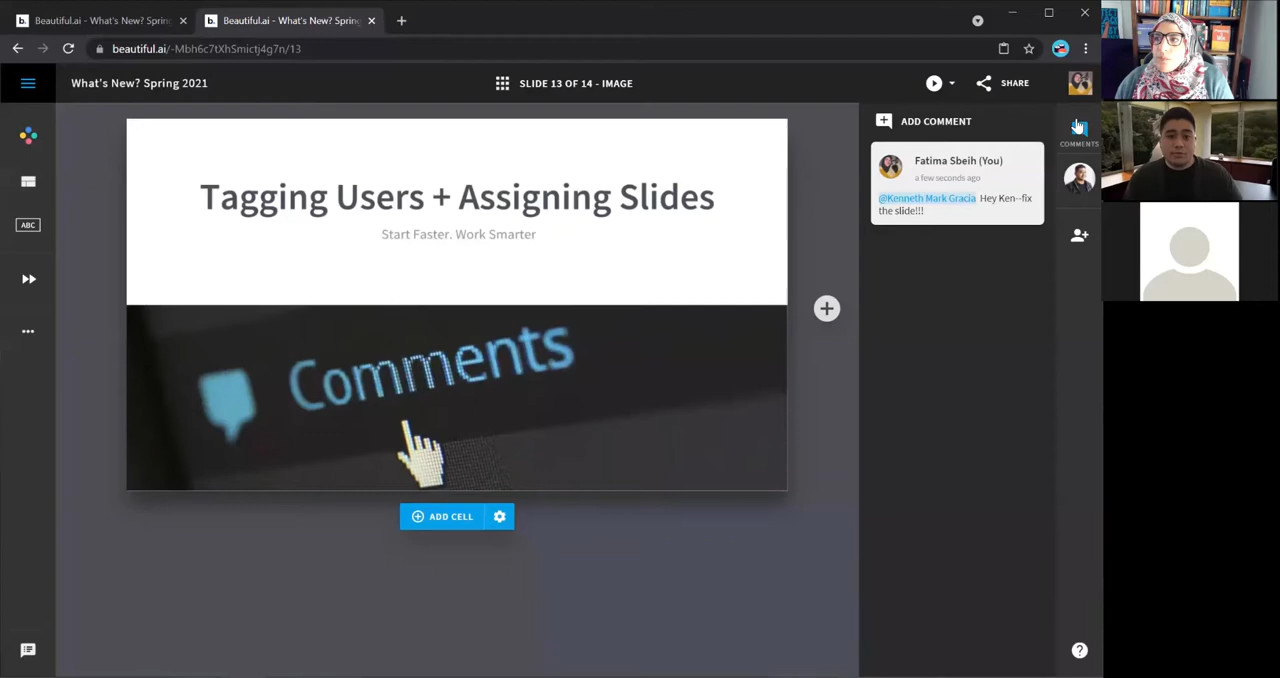 Beautiful.ai - What's New? Spring
Beautiful.ai - What's New? Spring
beautiful.ai/-Mbh6c7tXhSmictj4g7n/13
What's New? Spring 2021
SLIDE 13 OF 14 - IMAGE
SHARE
ABC
Tagging Users + Assigning Slides
Start Faster. Work Smarter
Comments
ADD CELL
ADD COMMENT
Fatima Sbeih (You)
a few seconds ago
@Kenneth Mark Gracia Hey Ken--fix
the slide!!!
COMMENTS